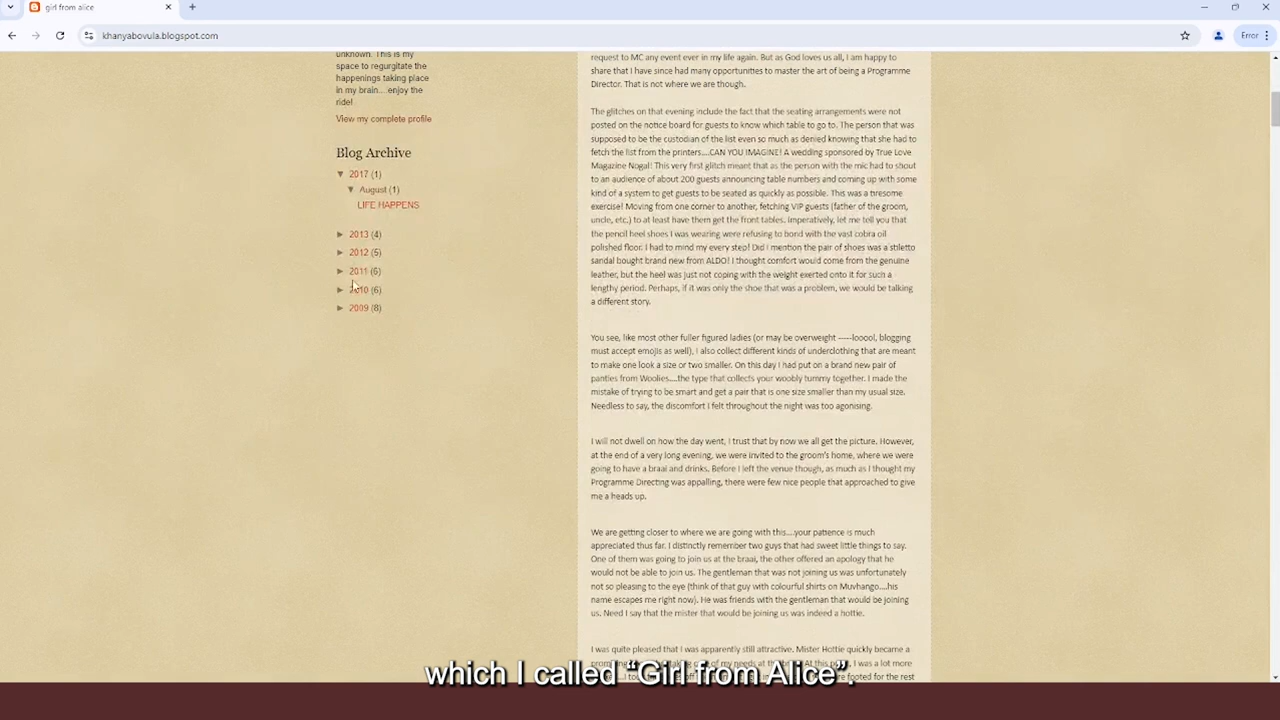 girl from alice
khanyabovula.blogspot.com
Error
unknown. This is my
space to regurgitate the
happenings taking place
in my brain....enjoy the
ride!
View my complete profile
Blog Archive
▼ 2017 (1)
▼ August (1)
LIFE HAPPENS
► 2013 (4)
► 2012 (5)
► 2011 (6)
► 2010 (6)
► 2009 (8)
request to MC any event ever in my life again. But as God loves us all, I am happy to
share that I have since had many opportunities to master the art of being a Programme
Director. That is not where we are though.
The glitches on that evening include the fact that the seating arrangements were not
posted on the notice board for guests to know which table to go to. The person that was
supposed to be the custodian of the list even so much as denied knowing that she had to
fetch the list from the printers....CAN YOU IMAGINE! A wedding sponsored by True Love
Magazine Nogal! This very first glitch meant that as the person with the mic had to shout
to an audience of about 200 guests announcing table numbers and coming up with some
kind of a system to get guests to be seated as quickly as possible. This was a tiresome
exercise! Moving from one corner to another, fetching VIP guests (father of the groom,
uncle, etc.) to at least have them get the front tables. Imperatively, let me tell you that
the pencil heel shoes I was wearing were refusing to bond with the vast cobra oil
polished floor. I had to mind my every step! Did I mention the pair of shoes was a stiletto
sandal bought brand new from ALDO! I thought comfort would come from the genuine
leather, but the heel was just not coping with the weight exerted onto it for such a
lengthy period. Perhaps, if it was only the shoe that was a problem, we would be talking
a different story.
You see, like most other fuller figured ladies (or may be overweight -----looool, blogging
must accept emojis as well), I also collect different kinds of underclothing that are meant
to make one look a size or two smaller. On this day I had put on a brand new pair of
panties from Woolies....the type that collects your woobly tummy together. I made the
mistake of trying to be smart and get a pair that is one size smaller than my usual size.
Needless to say, the discomfort I felt throughout the night was too agonising.
I will not dwell on how the day went, I trust that by now we all get the picture. However,
at the end of a very long evening, we were invited to the groom's home, where we were
going to have a braai and drinks. Before I left the venue though, as much as I thought my
Programme Directing was appalling, there were few nice people that approached to give
me a heads up.
We are getting closer to where we are going with this....your patience is much
appreciated thus far. I distinctly remember two guys that had sweet little things to say.
One of them was going to join us at the braai, the other offered an apology that he
would not be able to join us. The gentleman that was not joining us was unfortunately
not so pleasing to the eye (think of that guy with colourful shirts on Muvhango....his
name escapes me right now). He was friends with the gentleman that would be joining
us. Need I say that the mister that would be joining us was indeed a hottie.
I was quite pleased that I was apparently still attractive. Mister Hottie quickly became a
which I called “Girl from Alice”.